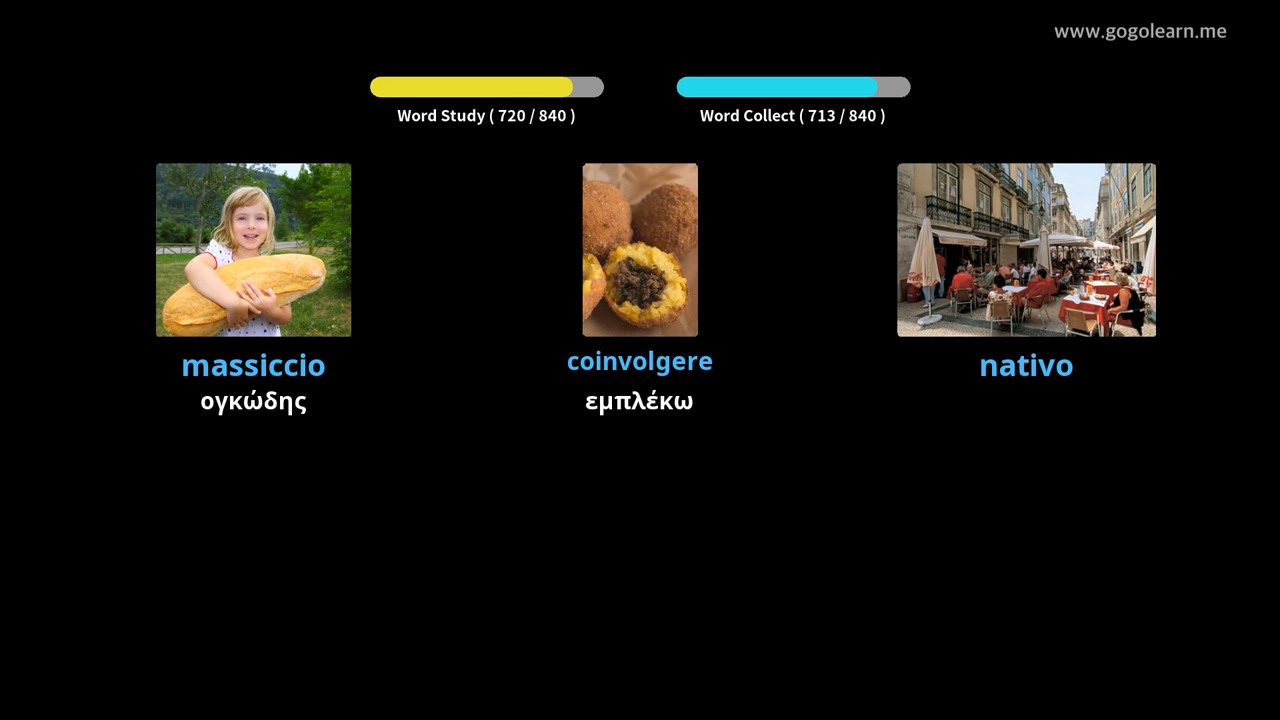 www.gogolearn.me
Word Study ( 720 / 840 )
Word Collect ( 713 / 840 )
massiccio
ογκώδης
coinvolgere
εμπλέκω
nativo